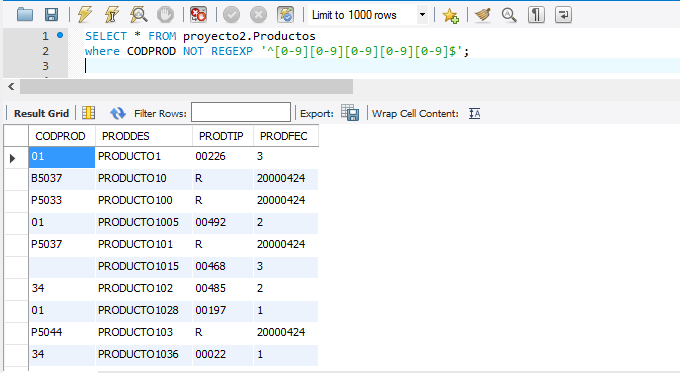 Limit to 1000 rows
1 SELECT * FROM proyecto2.Productos
2 where CODPROD NOT REGEXP '^[0-9][0-9][0-9][0-9][0-9]$';
3
Result Grid Filter Rows: Export: Wrap Cell Content:
CODPROD PRODDES PRODTIP PRODFEC
01 PRODUCTO1 00226 3
B5037 PRODUCTO10 R 20000424
P5033 PRODUCTO100 R 20000424
01 PRODUCTO1005 00492 2
P5037 PRODUCTO101 R 20000424
PRODUCTO1015 00468 3
34 PRODUCTO102 00485 2
01 PRODUCTO1028 00197 1
P5044 PRODUCTO103 R 20000424
34 PRODUCTO1036 00022 1